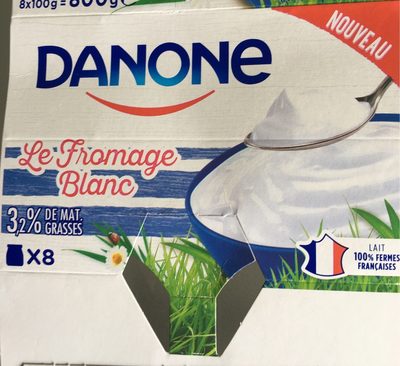 8x100g = 800g
NOUVEAU
DANONE
Le Fromage
Blanc
3,2% DE MAT.
GRASSES
X8
LAIT
100% FERMES
FRANÇAISES